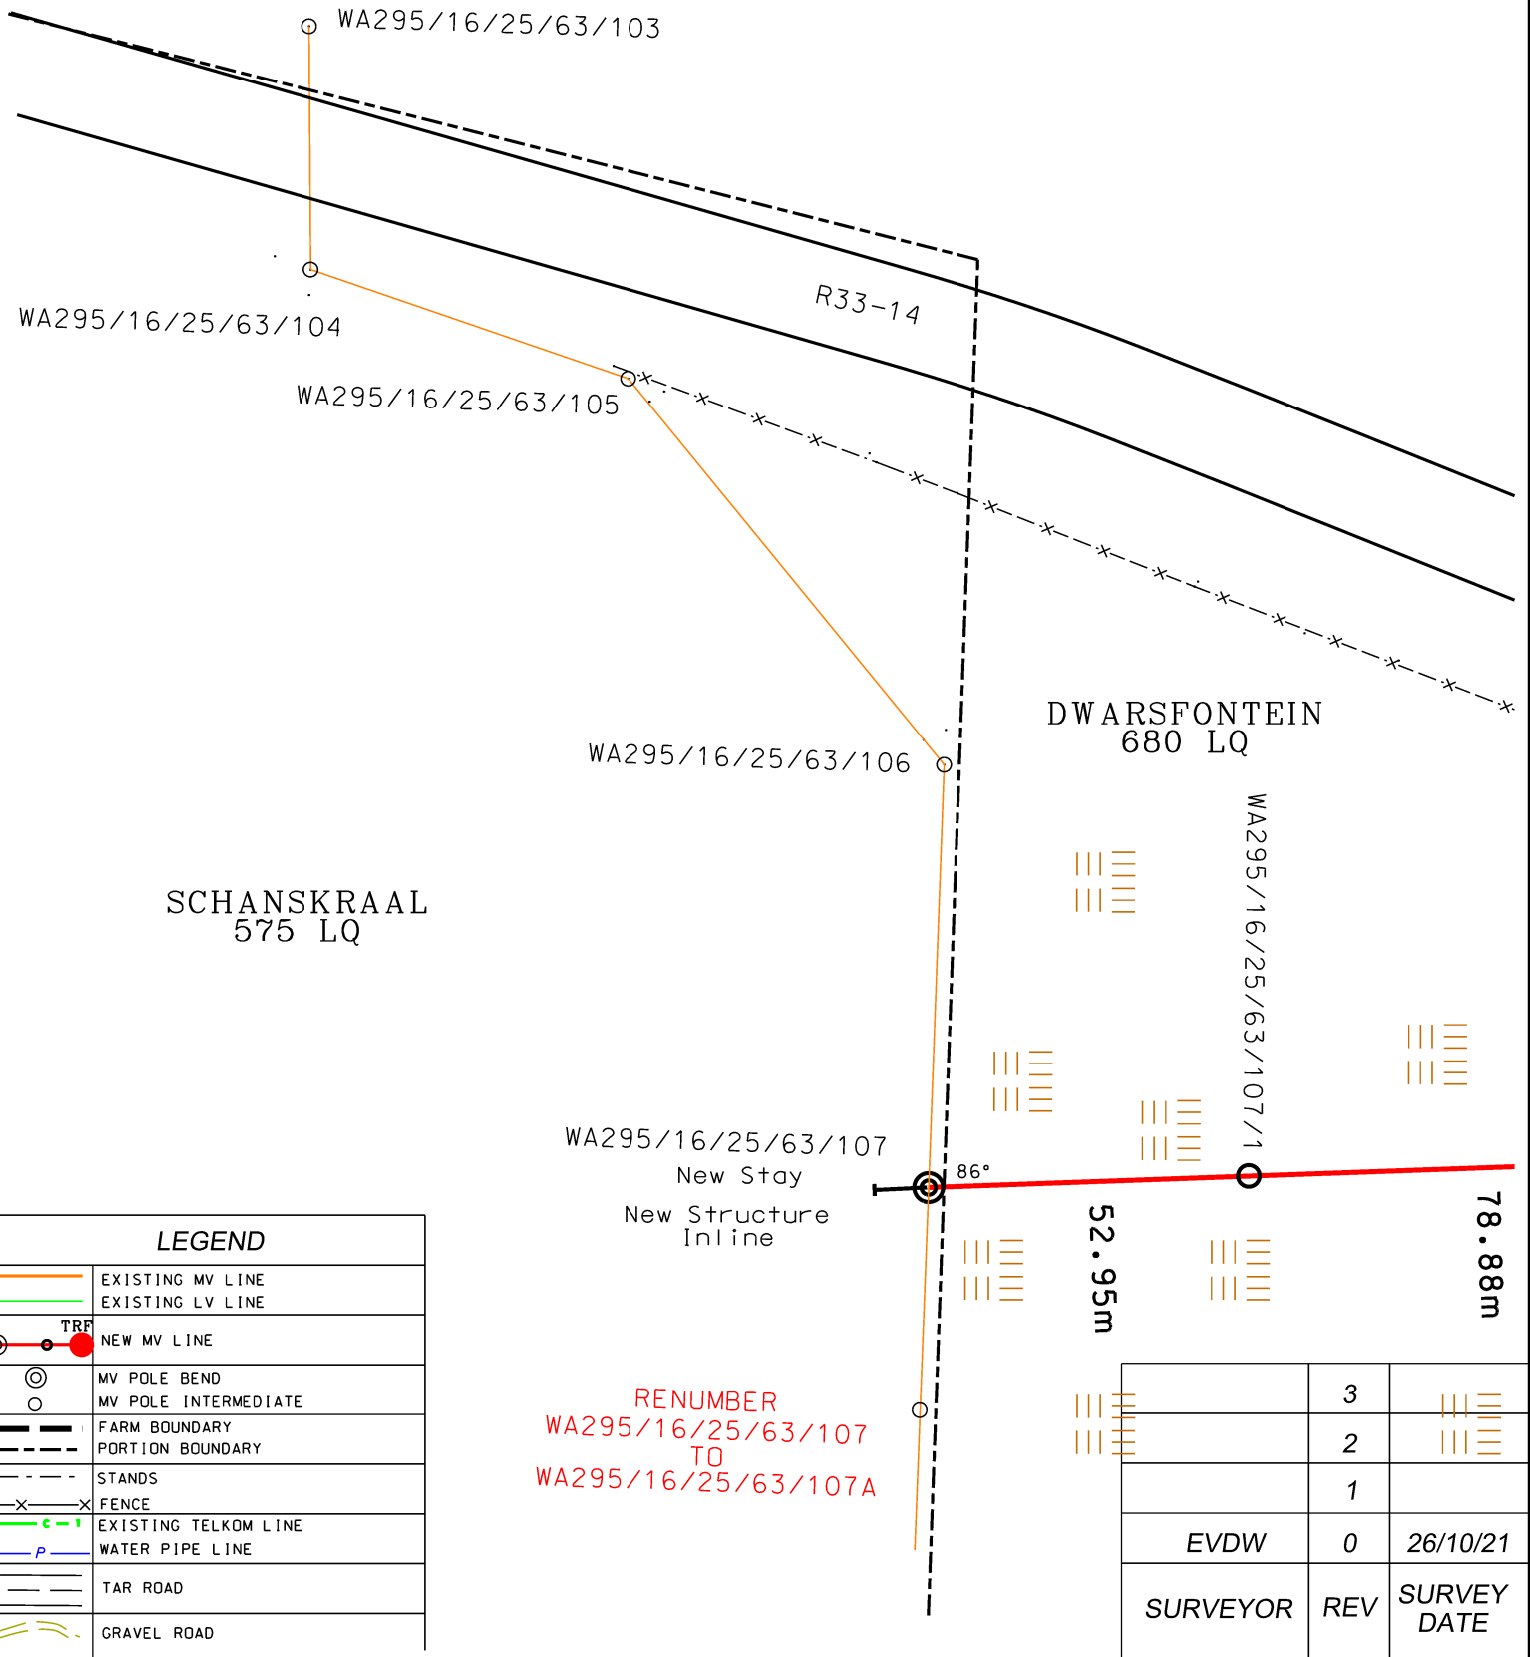 WA295/16/25/63/103
R33-14
WA295/16/25/63/104
WA295/16/25/63/105
DWARSFONTEIN
680 LQ
WA295/16/25/63/106
WA295/16/25/63/107/1
SCHANSKRAAL
575 LQ
WA295/16/25/63/107
86°
New Stay
New Structure
Inline
52.95m
78.88m
RENUMBER
WA295/16/25/63/107
TO
WA295/16/25/63/107A
LEGEND
EXISTING MV LINE
EXISTING LV LINE
TRF
NEW MV LINE
MV POLE BEND
MV POLE INTERMEDIATE
FARM BOUNDARY
PORTION BOUNDARY
STANDS
FENCE
C
EXISTING TELKOM LINE
P
WATER PIPE LINE
TAR ROAD
GRAVEL ROAD
3
2
1
EVDW 0 26/10/21
SURVEYOR REV SURVEY
DATE